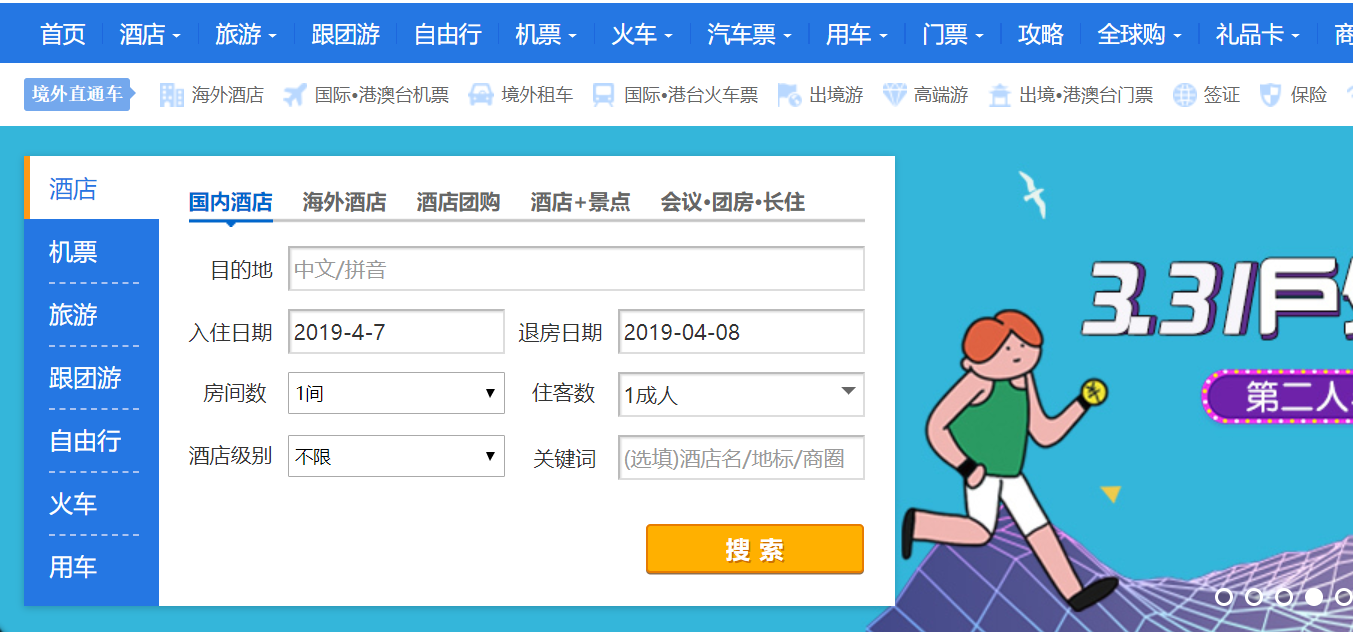 首页 酒店 旅游 跟团游 自由行 机票 火车 汽车票 用车 门票 攻略 全球购 礼品卡
境外直通车 海外酒店 国际•港澳台机票 境外租车 国际•港台火车票 出境游 高端游 出境•港澳台门票 签证 保险
酒店
机票
旅游
跟团游
自由行
火车
用车
国内酒店 海外酒店 酒店团购 酒店+景点 会议•团房•长住
目的地 中文/拼音
入住日期 2019-4-7 退房日期 2019-04-08
房间数 1间 住客数 1成人
酒店级别 不限 关键词 (选填)酒店名/地标/商圈
搜 索
3.31户
第二人